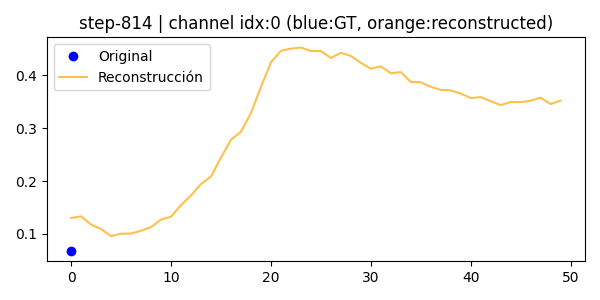 step-814 | channel idx:0 (blue:GT, orange:reconstructed)
Original
Reconstrucción
0.4
0.3
0.2
0.1
0 10 20 30 40 50